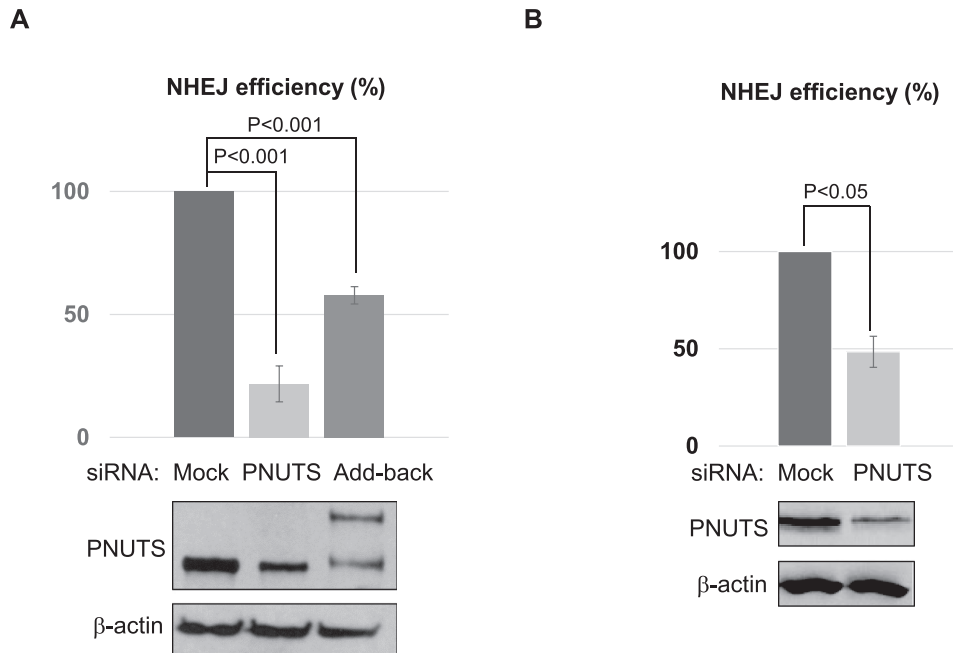 A
NHEJ efficiency (%)
P<0.001
P<0.001
100
50
0
siRNA: Mock PNUTS Add-back
PNUTS
β-actin
B
NHEJ efficiency (%)
P<0.05
100
50
0
siRNA: Mock PNUTS
PNUTS
β-actin